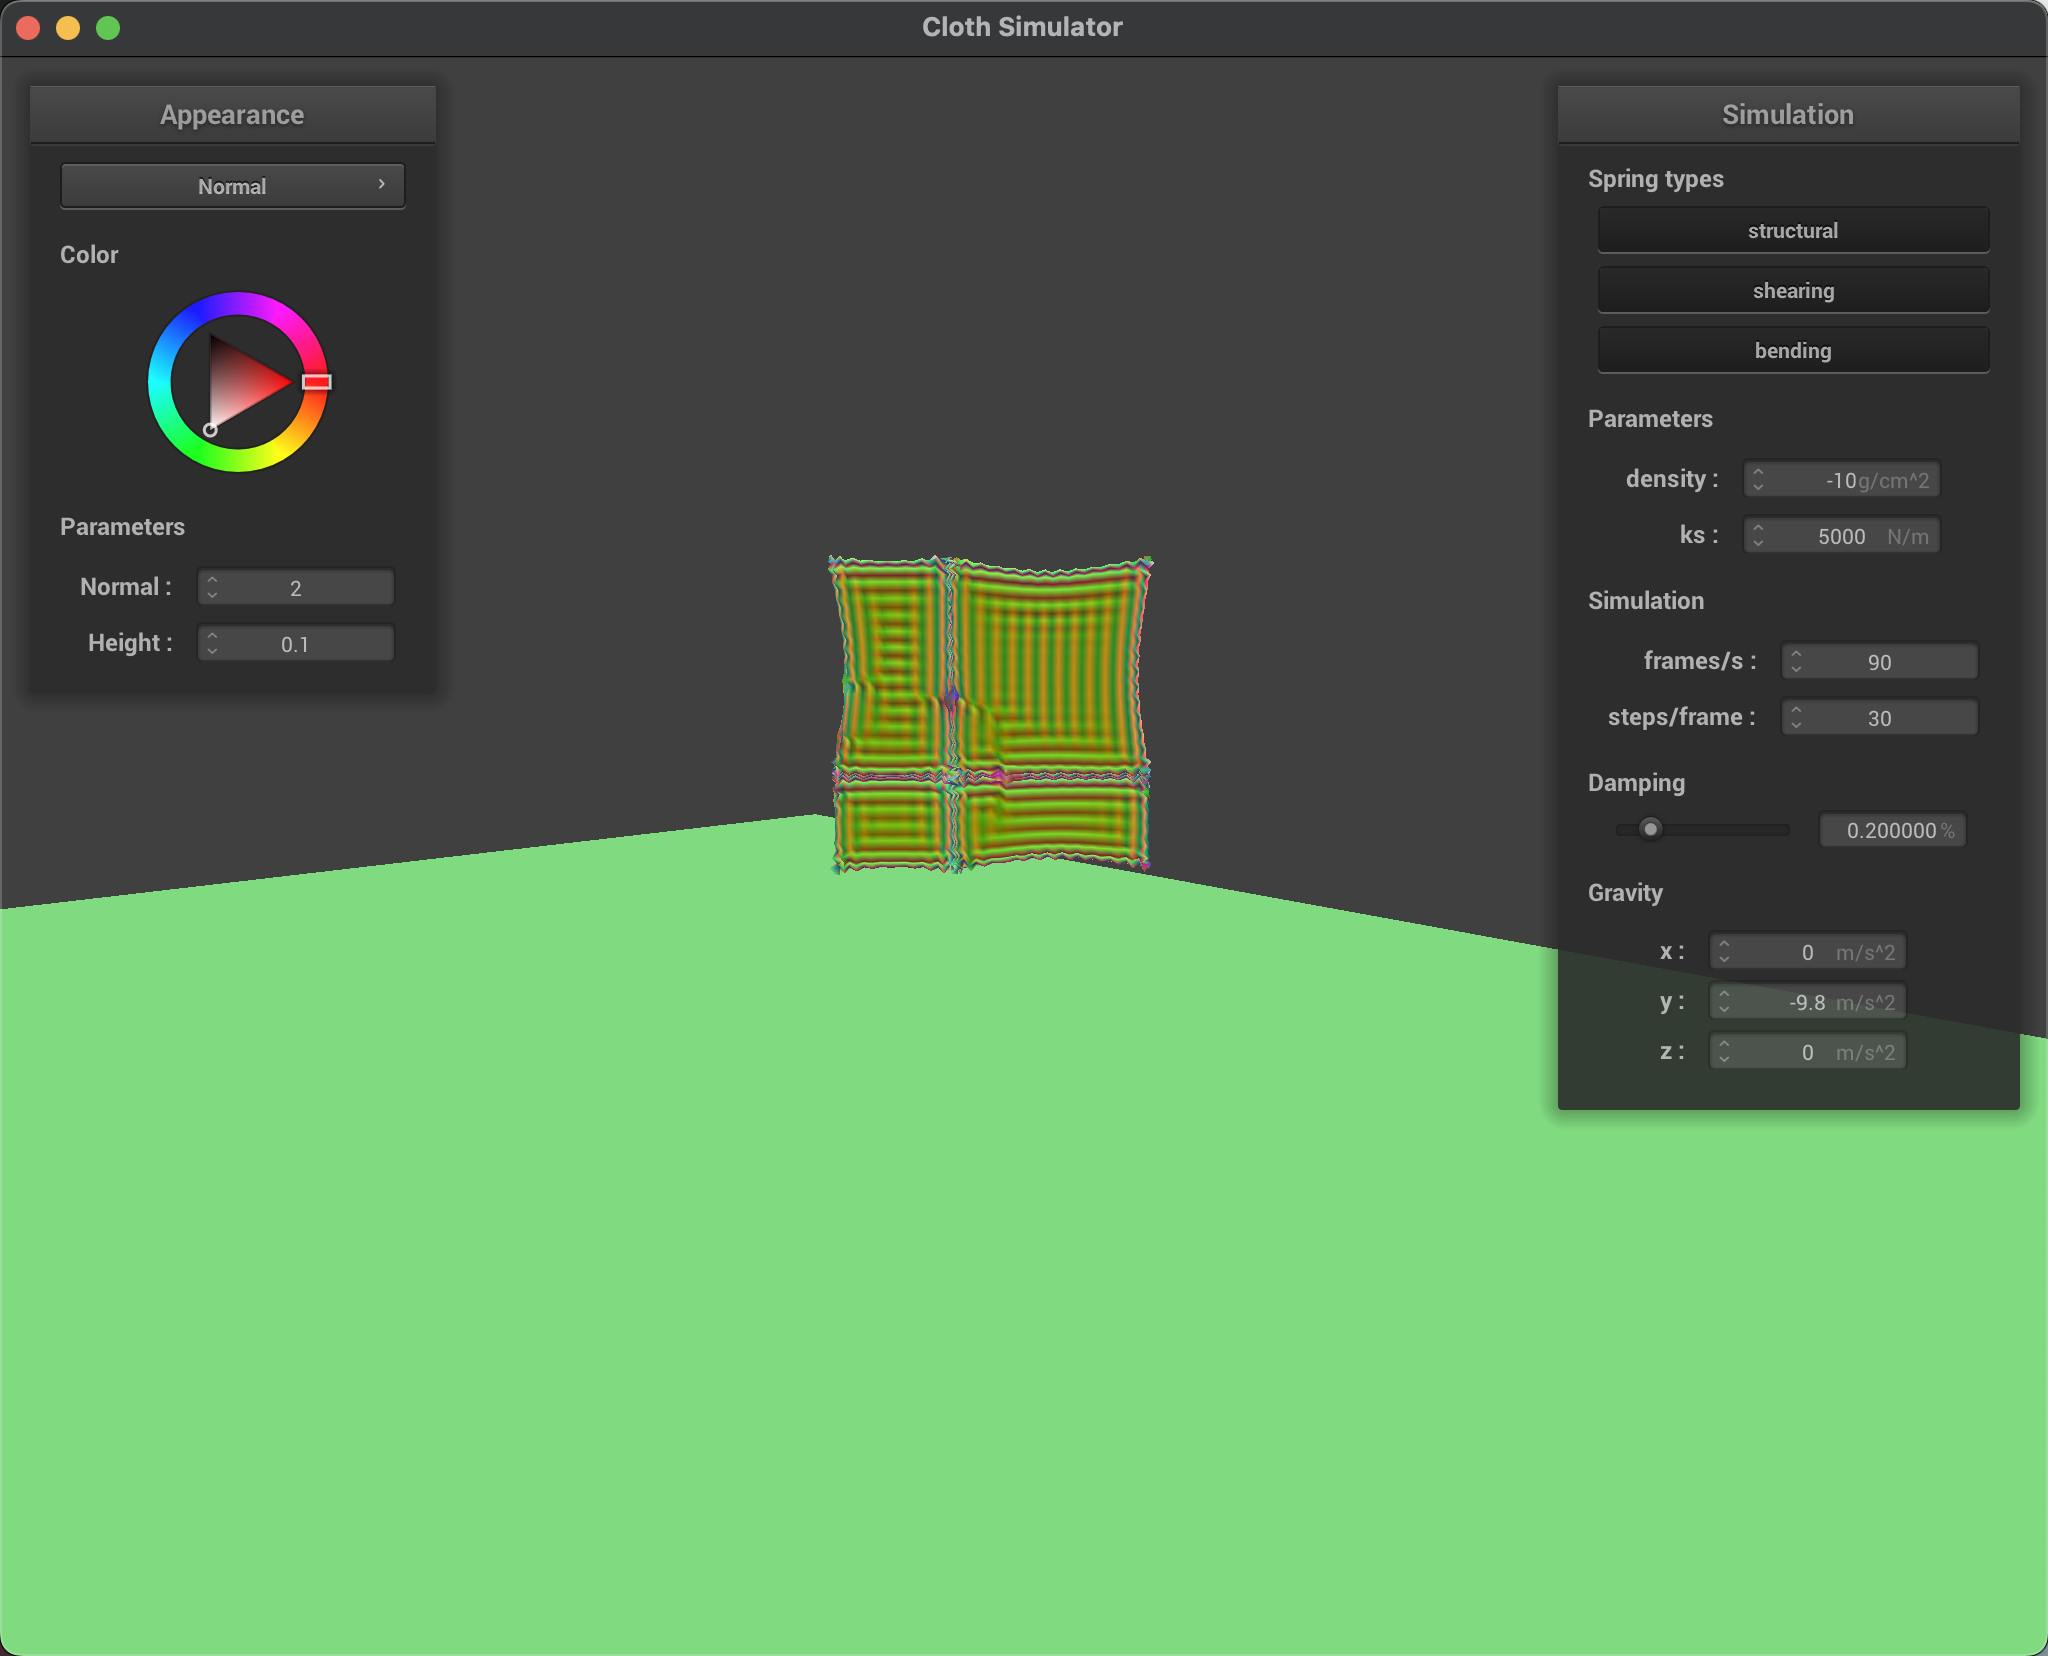 Cloth Simulator
Appearance
Normal
Color
Parameters
Normal : 2
Height : 0.1
Simulation
Spring types
structural
shearing
bending
Parameters
density : -10 g/cm^2
ks : 5000 N/m
Simulation
frames/s : 90
steps/frame : 30
Damping
0.200000 %
Gravity
x : 0 m/s^2
y : -9.8 m/s^2
z : 0 m/s^2